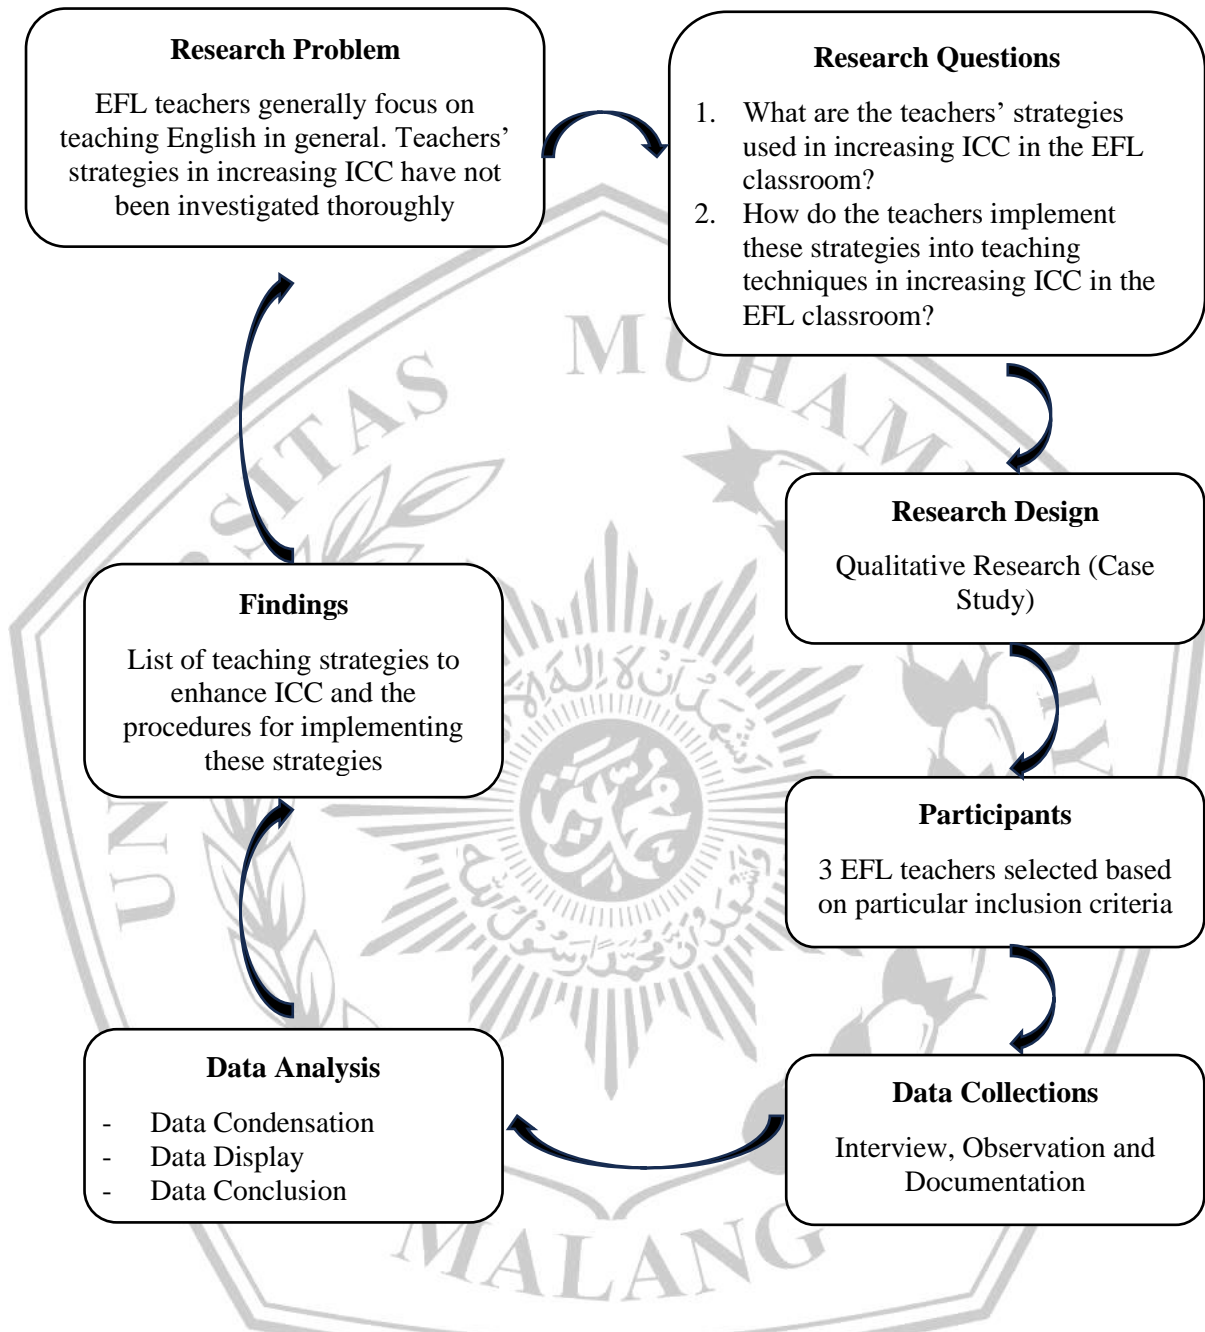 Research Problem
EFL teachers generally focus on
teaching English in general. Teachers’
strategies in increasing ICC have not
been investigated thoroughly
Research Questions
1. What are the teachers’ strategies
used in increasing ICC in the EFL
classroom?
2. How do the teachers implement
these strategies into teaching
techniques in increasing ICC in the
EFL classroom?
Research Design
Qualitative Research (Case
Study)
Participants
3 EFL teachers selected based
on particular inclusion criteria
Data Collections
Interview, Observation and
Documentation
Data Analysis
- Data Condensation
- Data Display
- Data Conclusion
Findings
List of teaching strategies to
enhance ICC and the
procedures for implementing
these strategies
MALANG